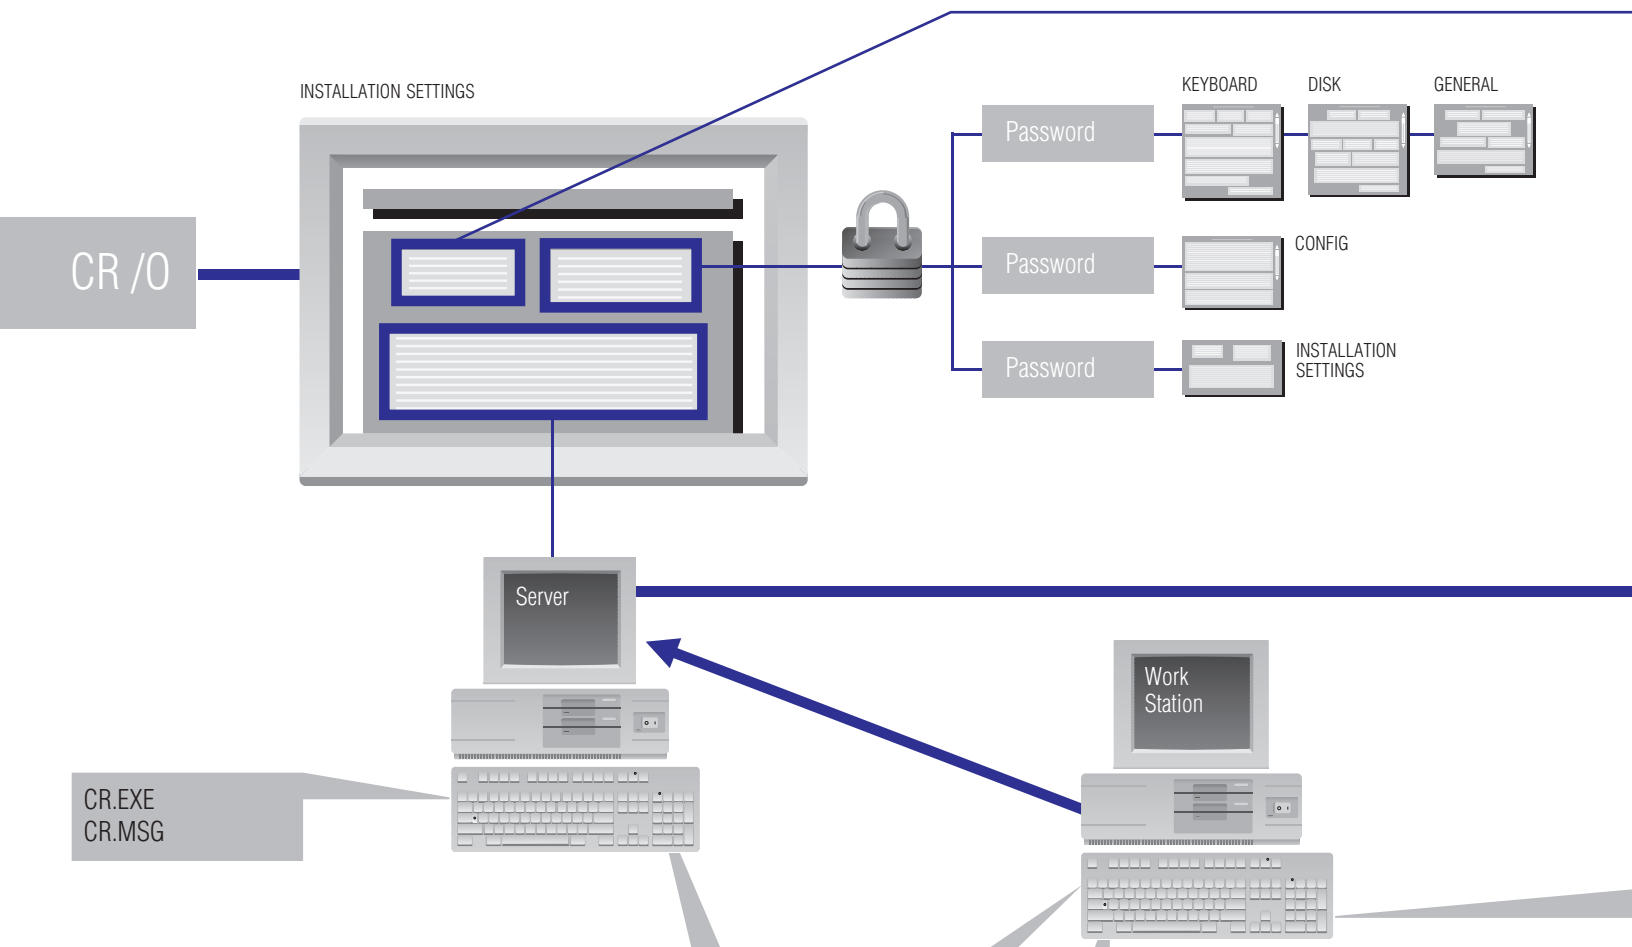 INSTALLATION SETTINGS
KEYBOARD
DISK
GENERAL
Password
CR /0
Password
CONFIG
Password
INSTALLATION
SETTINGS
Server
Work
Station
CR.EXE
CR.MSG